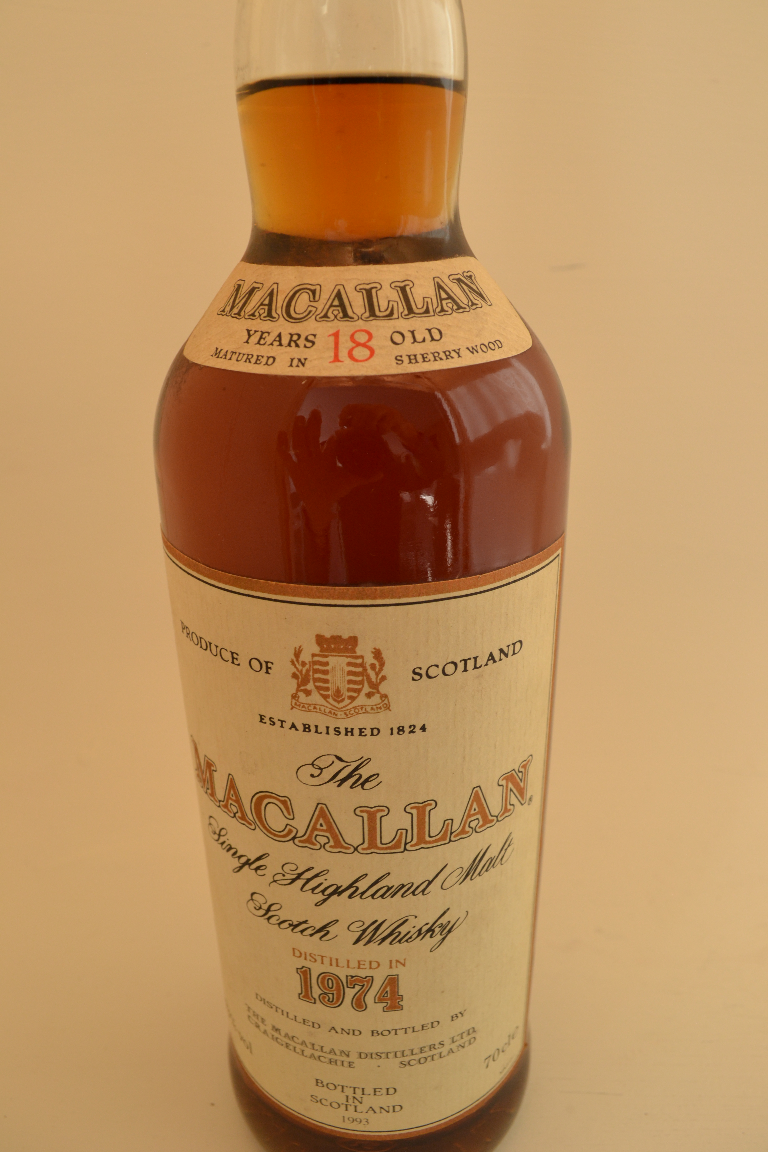 MACALLAN
YEARS 18 OLD
MATURED IN SHERRY WOOD
PRODUCE OF SCOTLAND
MACALLAN-SCOTLAND
ESTABLISHED 1824
The
MACALLAN®
Single Highland Malt
Scotch Whisky
DISTILLED IN
1974
DISTILLED AND BOTTLED BY
THE MACALLAN DISTILLERS LTD.
CRAIGELLACHIE · SCOTLAND
70cl
BOTTLED
IN
SCOTLAND
1993